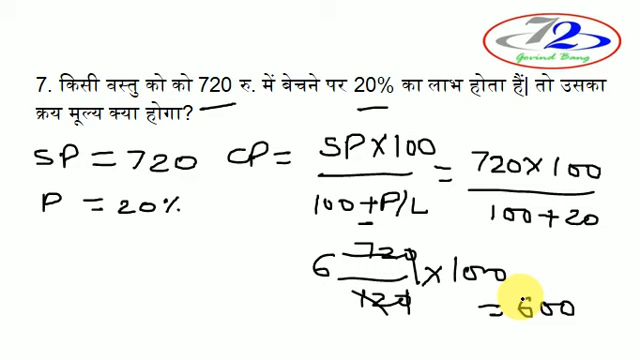 72
Govind Bang
7. किसी वस्तु को को 720 रु. में बेचने पर 20% का लाभ होता हैं| तो उसका
क्रय मूल्य क्या होगा?
SP = 720
P = 20%
CP = SP×100 / 100+P/L = 720×100 / 100+20
6 720 / 120 1 × 100
= 600